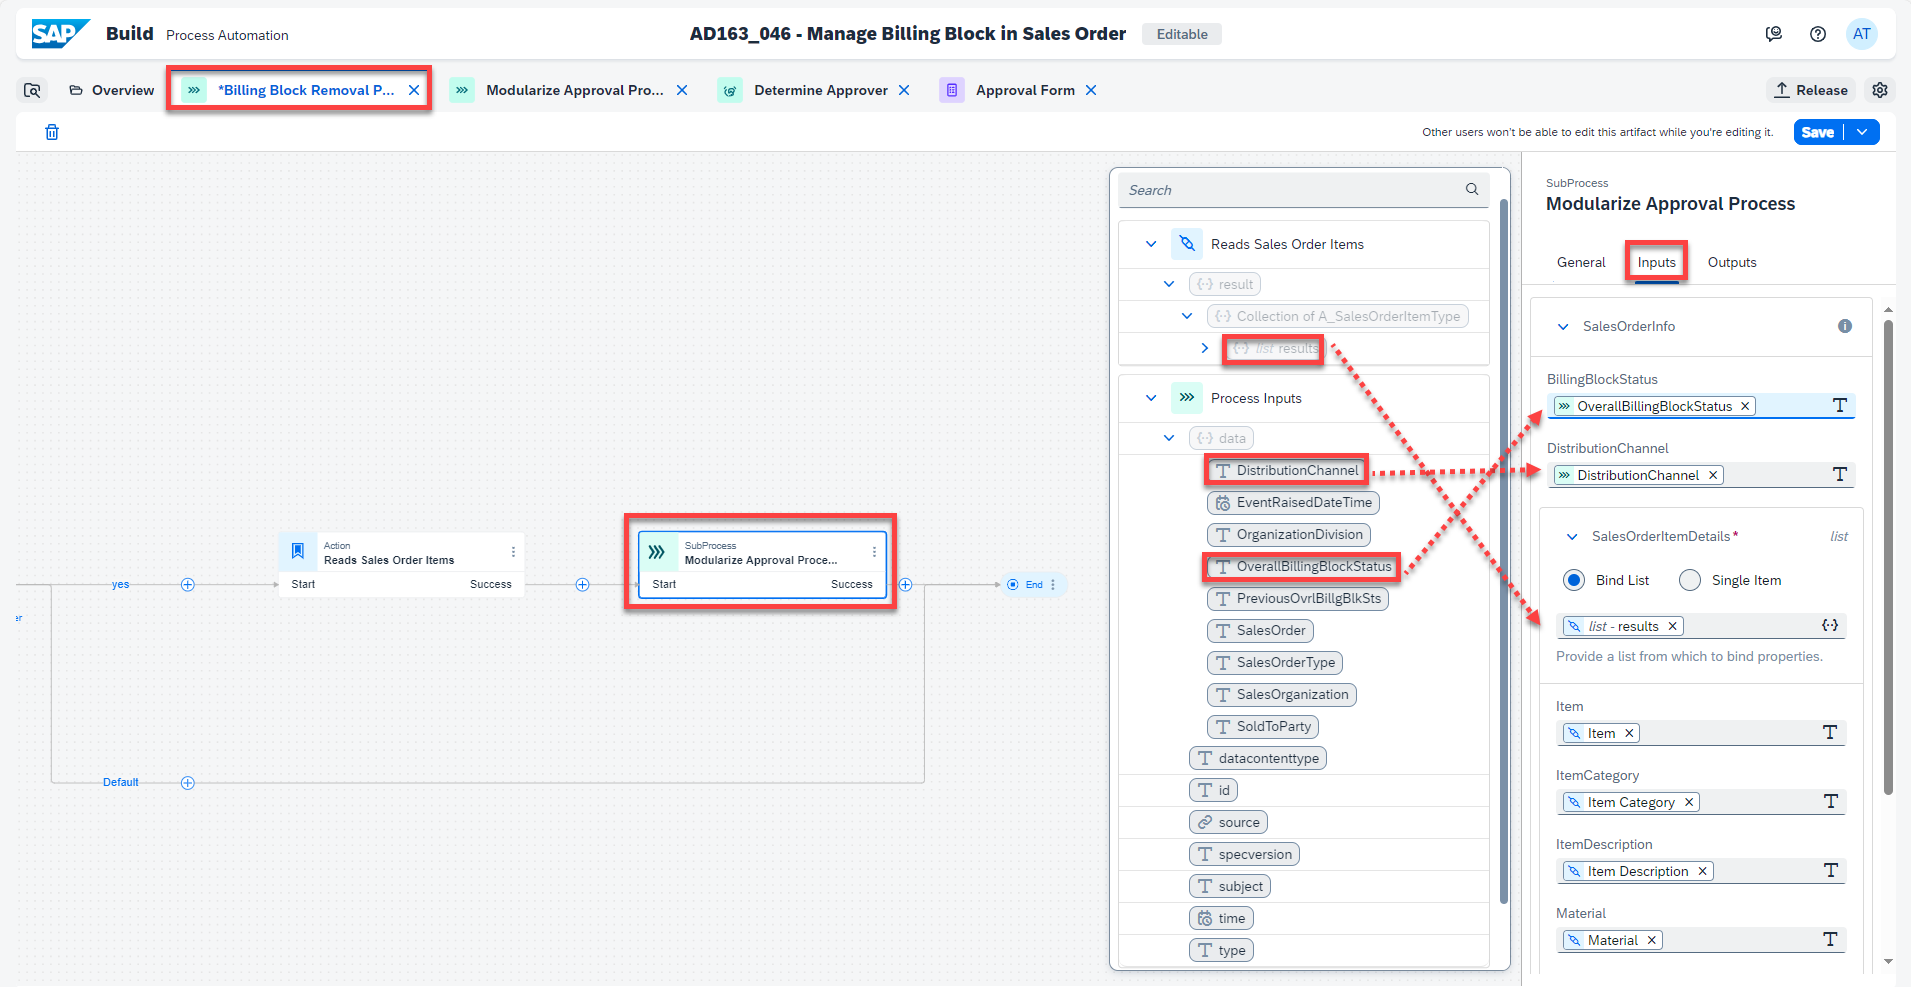 SAP Build Process Automation
AD163_046 - Manage Billing Block in Sales Order Editable
AT
Overview
*Billing Block Removal P...
Modularize Approval Pro...
Determine Approver
Approval Form
Release
Other users won't be able to edit this artifact while you're editing it.
Save
er
yes
Action
Reads Sales Order Items
Start Success
SubProcess
Modularize Approval Proce...
Start Success
End
Default
Search
Reads Sales Order Items
result
Collection of A_SalesOrderItemType
list results
Process Inputs
data
DistributionChannel
EventRaisedDateTime
OrganizationDivision
OverallBillingBlockStatus
PreviousOvrlBillgBlkSts
SalesOrder
SalesOrderType
SalesOrganization
SoldToParty
datacontenttype
id
source
specversion
subject
time
type
SubProcess
Modularize Approval Process
General Inputs Outputs
SalesOrderInfo
BillingBlockStatus
OverallBillingBlockStatus
DistributionChannel
DistributionChannel
SalesOrderItemDetails* list
Bind List Single Item
list - results
Provide a list from which to bind properties.
Item
Item
ItemCategory
Item Category
ItemDescription
Item Description
Material
Material